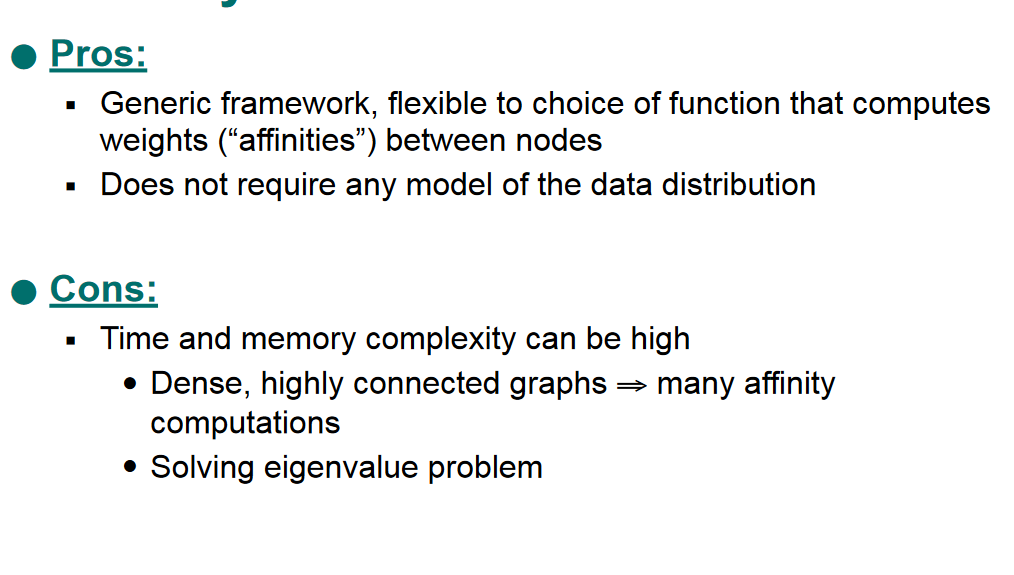 Pros:
Generic framework, flexible to choice of function that computes
weights (“affinities”) between nodes
Does not require any model of the data distribution
Cons:
Time and memory complexity can be high
Dense, highly connected graphs ⇒ many affinity
computations
Solving eigenvalue problem